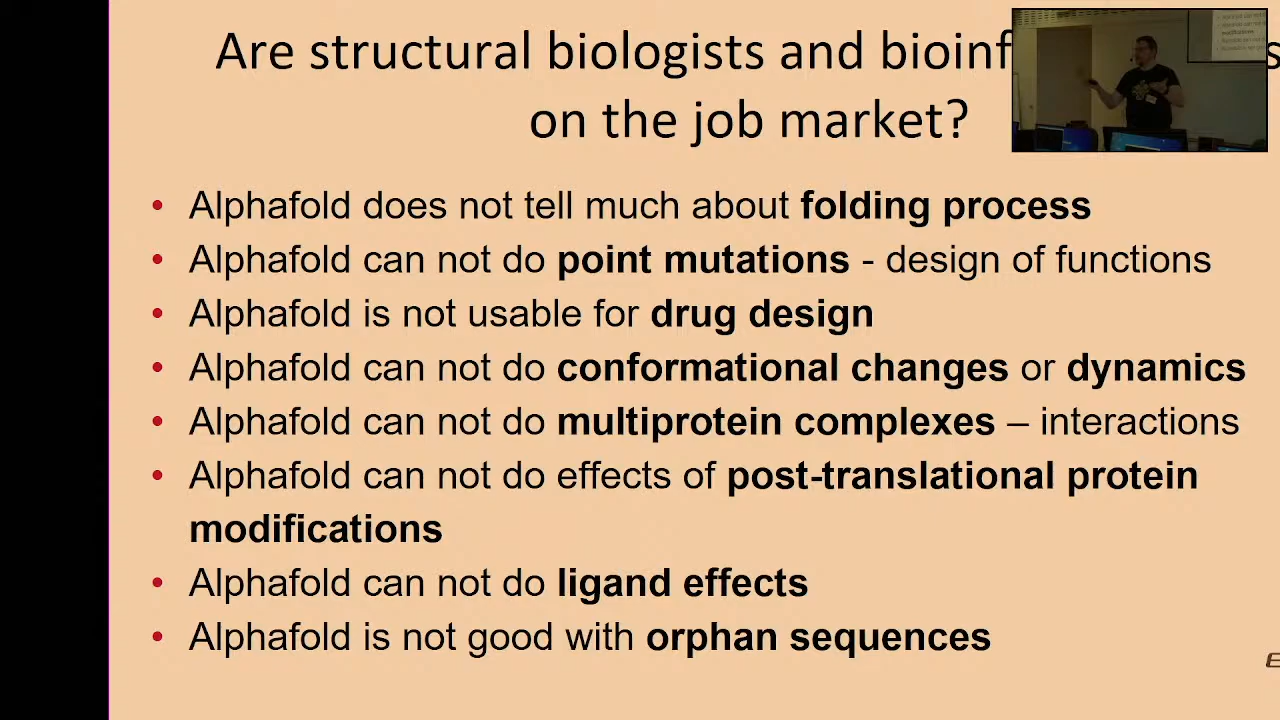 Are structural biologists and bioinf
on the job market?
• Alphafold does not tell much about folding process
• Alphafold can not do point mutations - design of functions
• Alphafold is not usable for drug design
• Alphafold can not do conformational changes or dynamics
• Alphafold can not do multiprotein complexes – interactions
• Alphafold can not do effects of post-translational protein
modifications
• Alphafold can not do ligand effects
• Alphafold is not good with orphan sequences